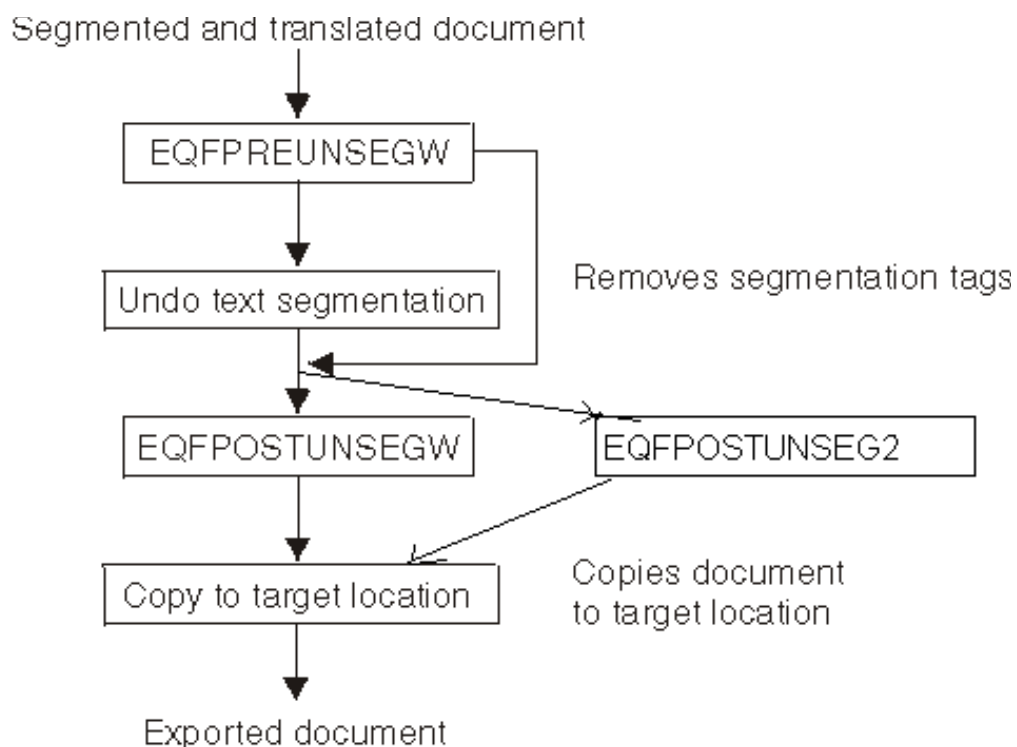 Segmented and translated document
EQFPREUNSEGW
Removes segmentation tags
Undo text segmentation
EQFPOSTUNSEGW
EQFPOSTUNSEG2
Copies document
to target location
Copy to target location
Exported document